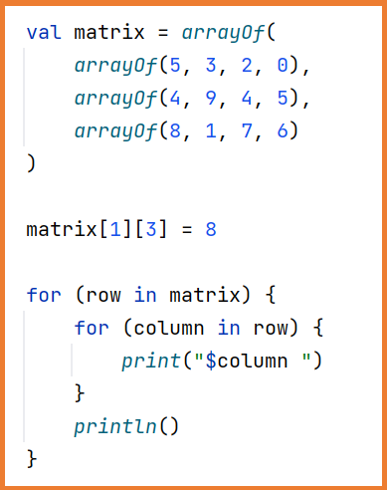 val matrix = arrayOf(
    arrayOf(5, 3, 2, 0),
    arrayOf(4, 9, 4, 5),
    arrayOf(8, 1, 7, 6)
)

matrix[1][3] = 8

for (row in matrix) {
    for (column in row) {
        print("$column ")
    }
    println()
}